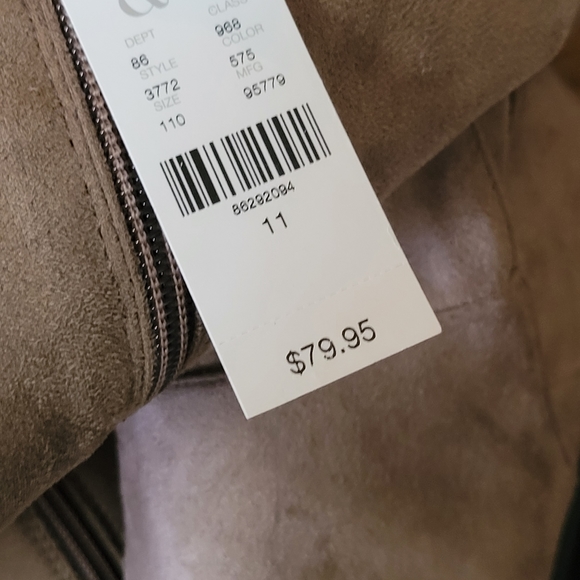 &
DEPT CLASS
86 968
STYLE COLOR
3772 575
SIZE MFG
110 95779
86292094
11
$79.95